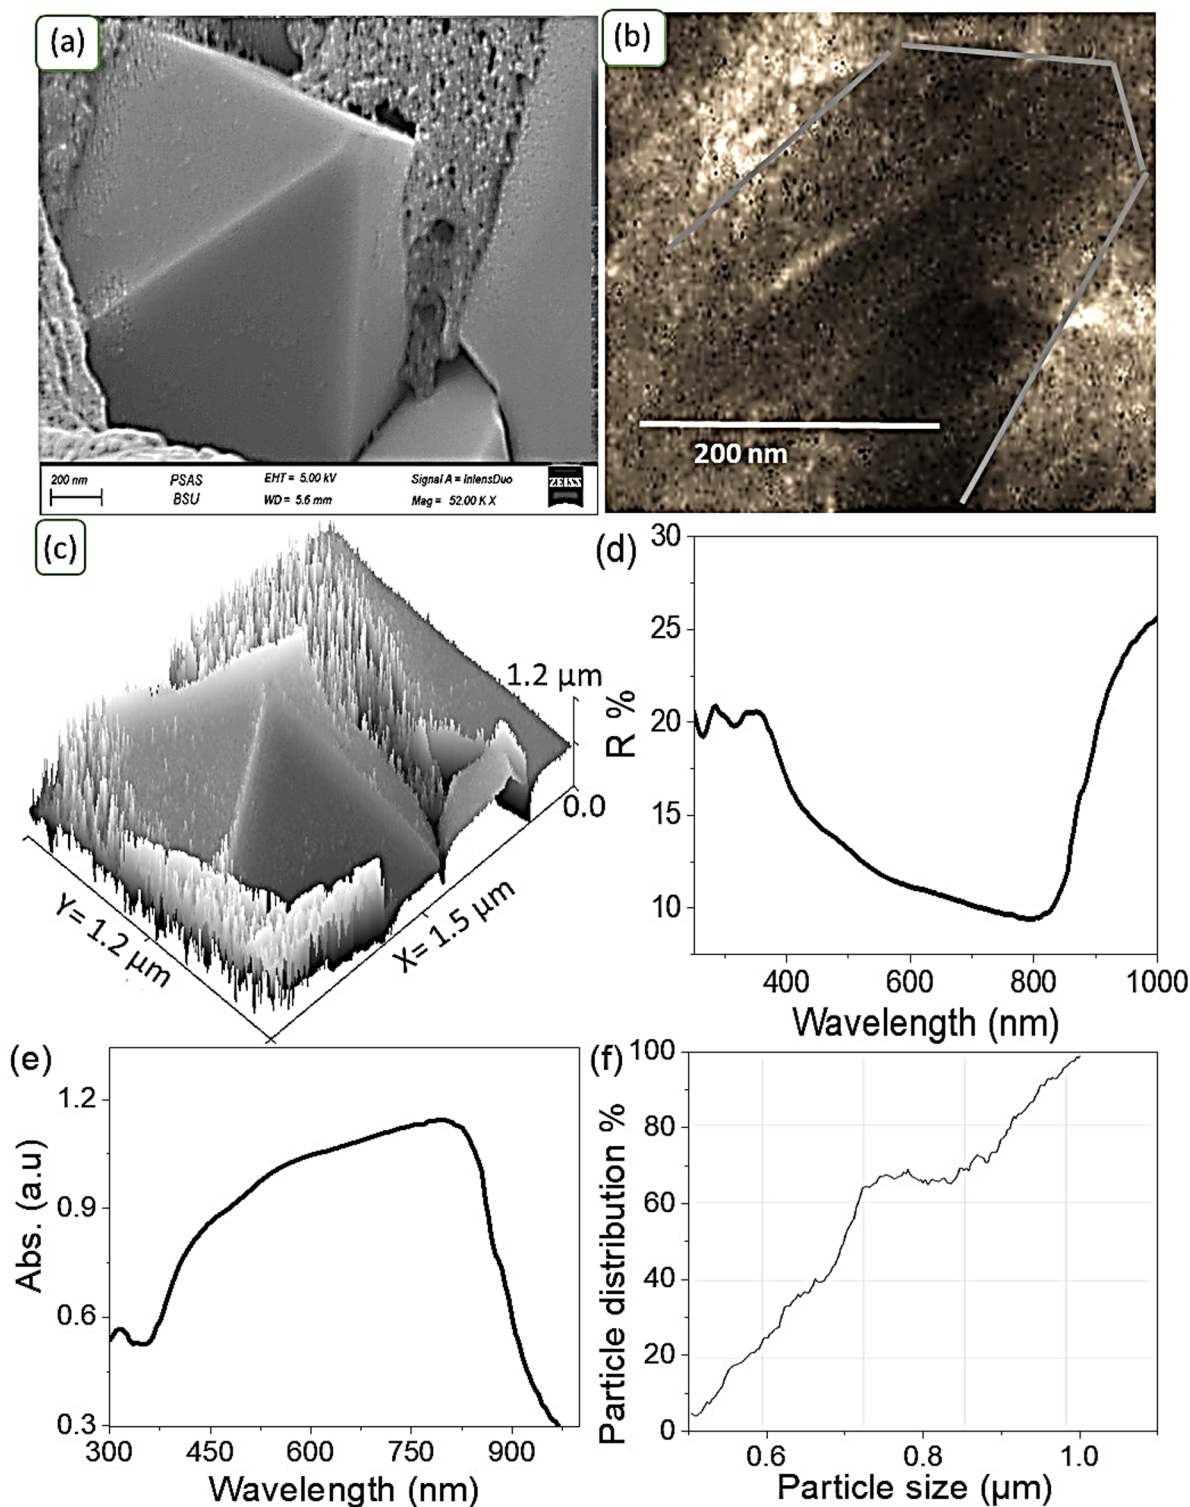 (a)
200 nm
PSAS
BSU
EHT = 5.00 kV
WD = 5.6 mm
Signal A = InlensDuo
Mag = 52.00 K X
ZEISS
(b)
200 nm
(c)
1.2 µm
0.0
Y= 1.2 µm
X= 1.5 µm
(d)
R %
30
25
20
15
10
400
600
800
1000
Wavelength (nm)
(e)
Abs. (a.u)
1.2
0.9
0.6
0.3
300
450
600
750
900
Wavelength (nm)
(f)
Particle distribution %
100
80
60
40
20
0
0.6
0.8
1.0
Particle size (µm)